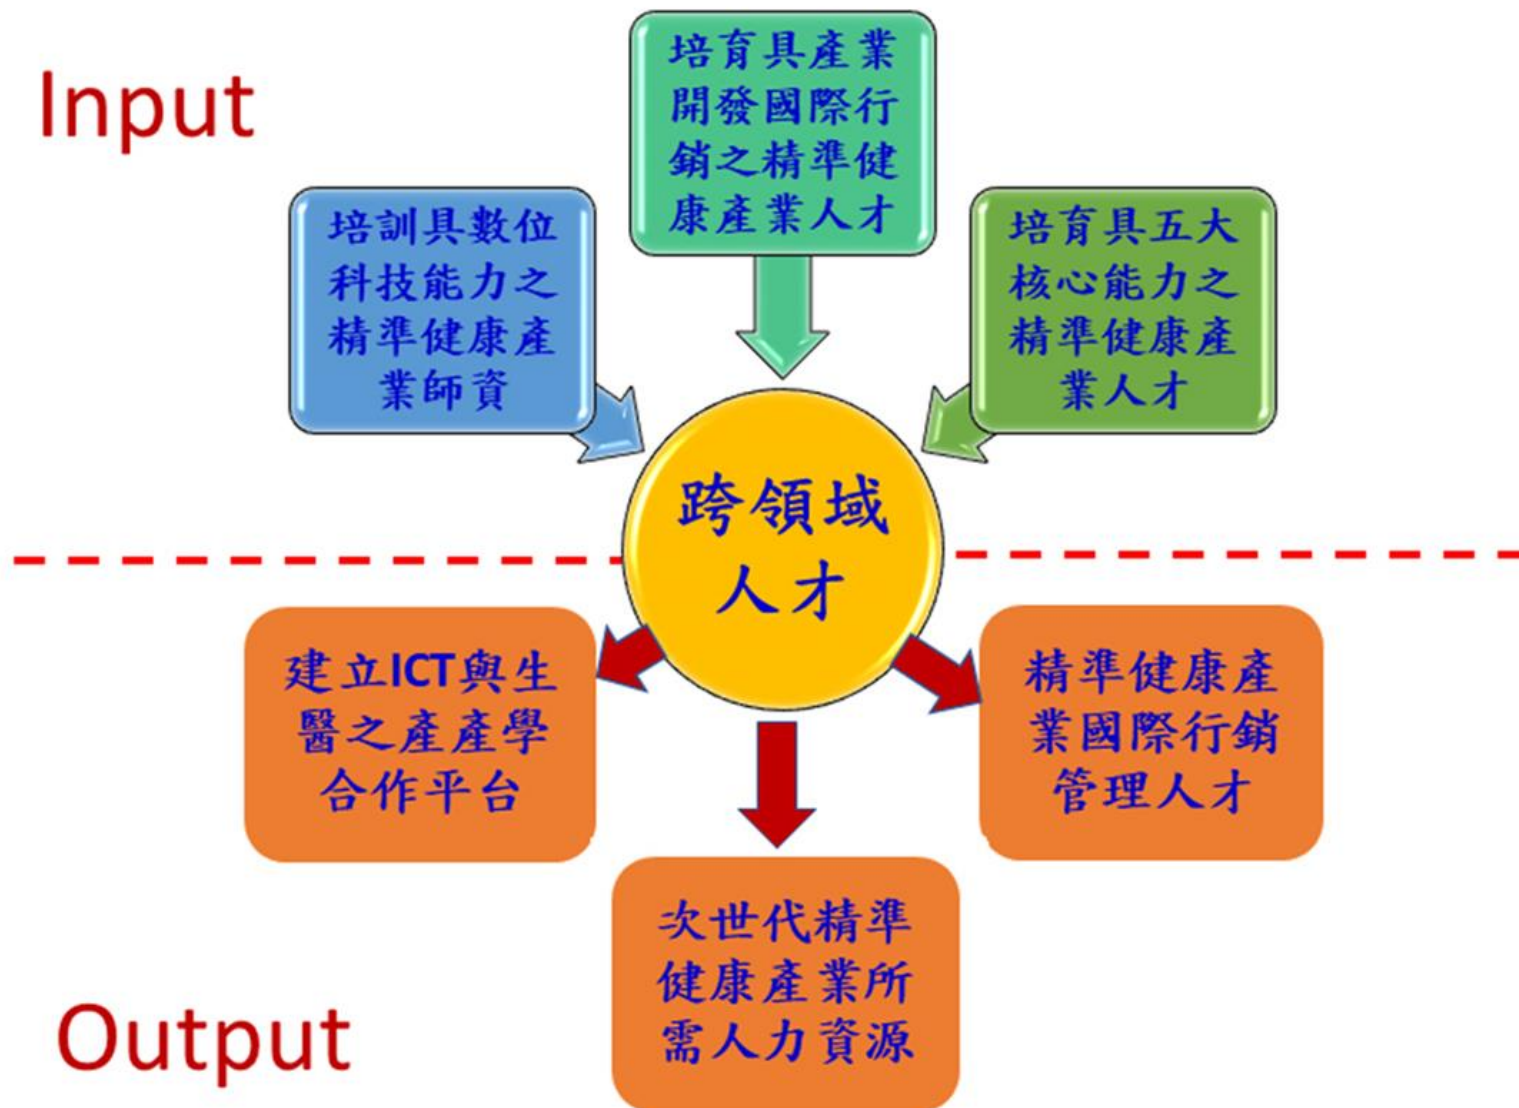 Input
培育具產業
開發國際行
銷之精準健
康產業人才
培訓具數位
科技能力之
精準健康產
業師資
培育具五大
核心能力之
精準健康產
業人才
跨領域
人才
建立ICT與生
醫之產產學
合作平台
精準健康產
業國際行銷
管理人才
次世代精準
健康產業所
需人力資源
Output